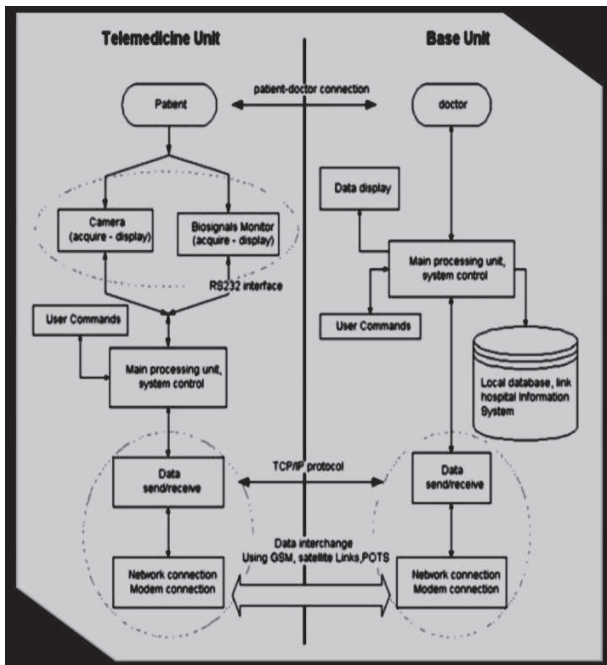 Telemedicine Unit
Base Unit
Patient
patient-doctor connection
doctor
Camera
(acquire - display)
Biosignals Monitor
(acquire - display)
RS232 interface
User Commands
Main processing unit,
system control
Data display
Main processing unit,
system control
User Commands
Local database, link
hospital Information
System
Data
send/receive
TCP/IP protocol
Data
send/receive
Data interchange
Using GSM, satellite Links,POTS
Network connection
Modem connection
Network connection
Modem connection